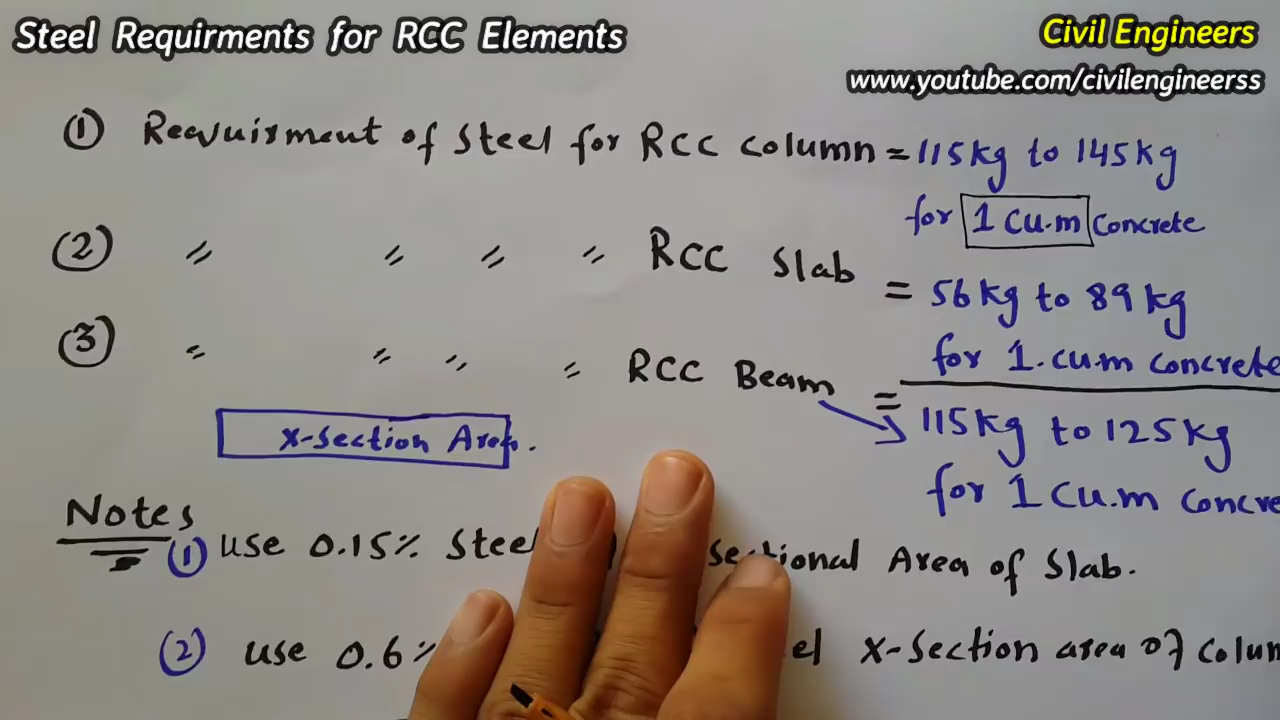 Steel Requirments for RCC Elements
Civil Engineers
www.youtube.com/civilengineerss
(1) Requirment of Steel for RCC column = 115kg to 145kg
for 1 cu.m concrete
(2) " " " " RCC Slab = 56kg to 89kg
for 1.cu.m concrete
(3) " " " " RCC Beam = 115kg to 125kg
for 1 cu.m concre
x-section Area.
Notes
(1) use 0.15% Steel sectional Area of Slab.
(2) use 0.6% x-section area of colum